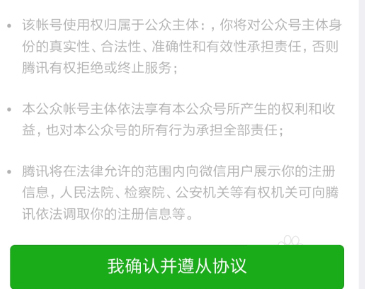 • 该帐号使用权归属于公众主体：，你将对公众号主体身
份的真实性、合法性、准确性和有效性承担责任，否则
腾讯有权拒绝或终止服务；
• 本公众帐号主体依法享有本公众号所产生的权利和收
益，也对本公众号的所有行为承担全部责任；
• 腾讯将在法律允许的范围内向微信用户展示你的注册
信息，人民法院、检察院、公安机关等有权机关可向腾
讯依法调取你的注册信息等。
我确认并遵从协议